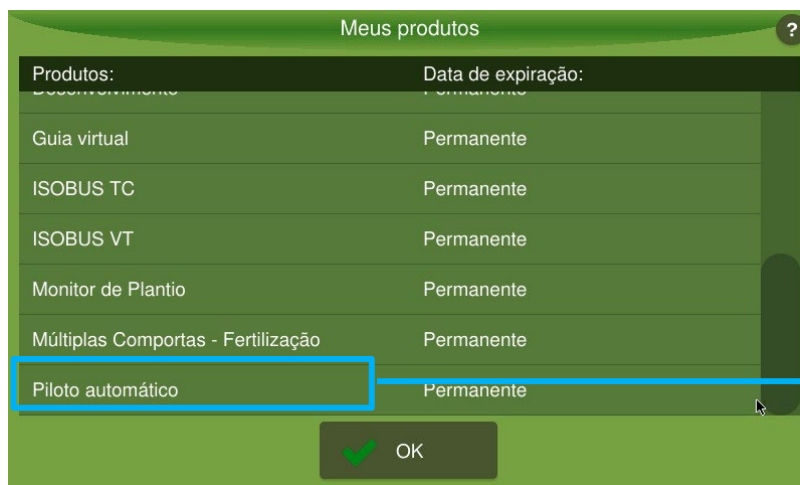 Meus produtos
?
Produtos: Data de expiração:
Guia virtual Permanente
ISOBUS TC Permanente
ISOBUS VT Permanente
Monitor de Plantio Permanente
Múltiplas Comportas - Fertilização Permanente
Piloto automático Permanente
OK